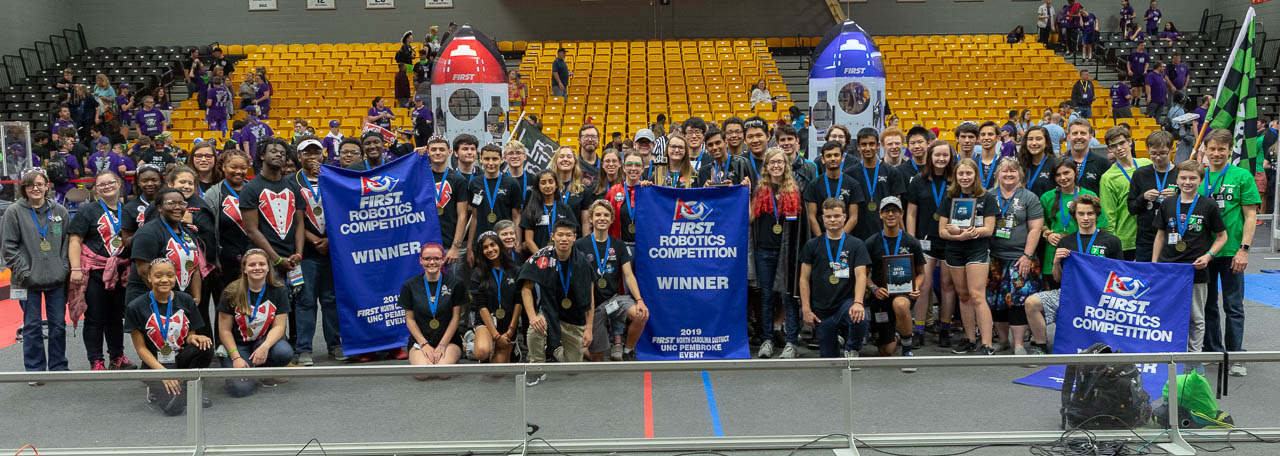 FIRST
FIRST
FIRST
ROBOTICS
COMPETITION
WINNER
2019
FIRST NORTH CAROLINA DISTRICT
UNC PEMBROKE
EVENT
FIRST
ROBOTICS
COMPETITION
WINNER
2019
FIRST NORTH CAROLINA DISTRICT
UNC PEMBROKE
EVENT
FIRST
ROBOTICS
COMPETITION
WINNER